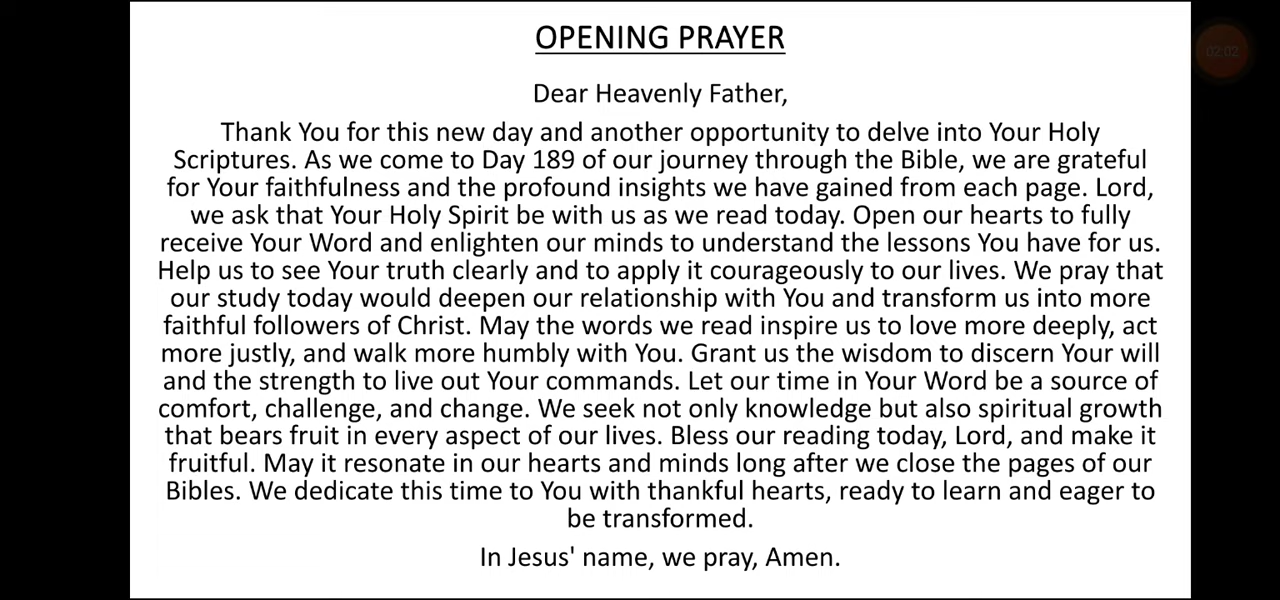 OPENING PRAYER
02:02
Dear Heavenly Father,
Thank You for this new day and another opportunity to delve into Your Holy
Scriptures. As we come to Day 189 of our journey through the Bible, we are grateful
for Your faithfulness and the profound insights we have gained from each page. Lord,
we ask that Your Holy Spirit be with us as we read today. Open our hearts to fully
receive Your Word and enlighten our minds to understand the lessons You have for us.
Help us to see Your truth clearly and to apply it courageously to our lives. We pray that
our study today would deepen our relationship with You and transform us into more
faithful followers of Christ. May the words we read inspire us to love more deeply, act
more justly, and walk more humbly with You. Grant us the wisdom to discern Your will
and the strength to live out Your commands. Let our time in Your Word be a source of
comfort, challenge, and change. We seek not only knowledge but also spiritual growth
that bears fruit in every aspect of our lives. Bless our reading today, Lord, and make it
fruitful. May it resonate in our hearts and minds long after we close the pages of our
Bibles. We dedicate this time to You with thankful hearts, ready to learn and eager to
be transformed.
In Jesus' name, we pray, Amen.